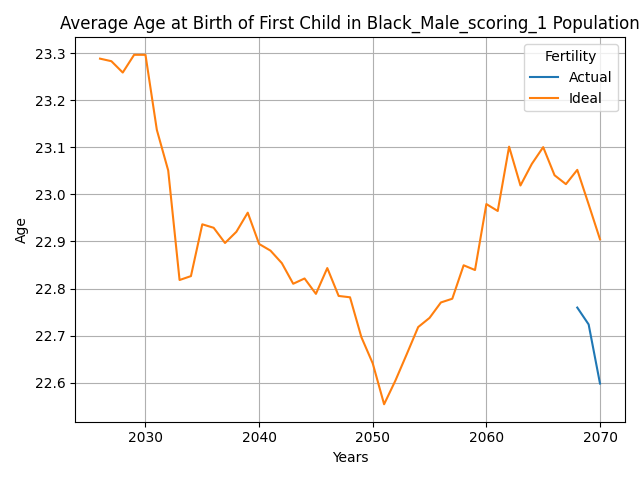 Average Age at Birth of First Child in Black_Male_scoring_1 Population
Fertility
Actual
Ideal
23.3
23.2
23.1
23.0
22.9
22.8
22.7
22.6
Age
2030 2040 2050 2060 2070
Years